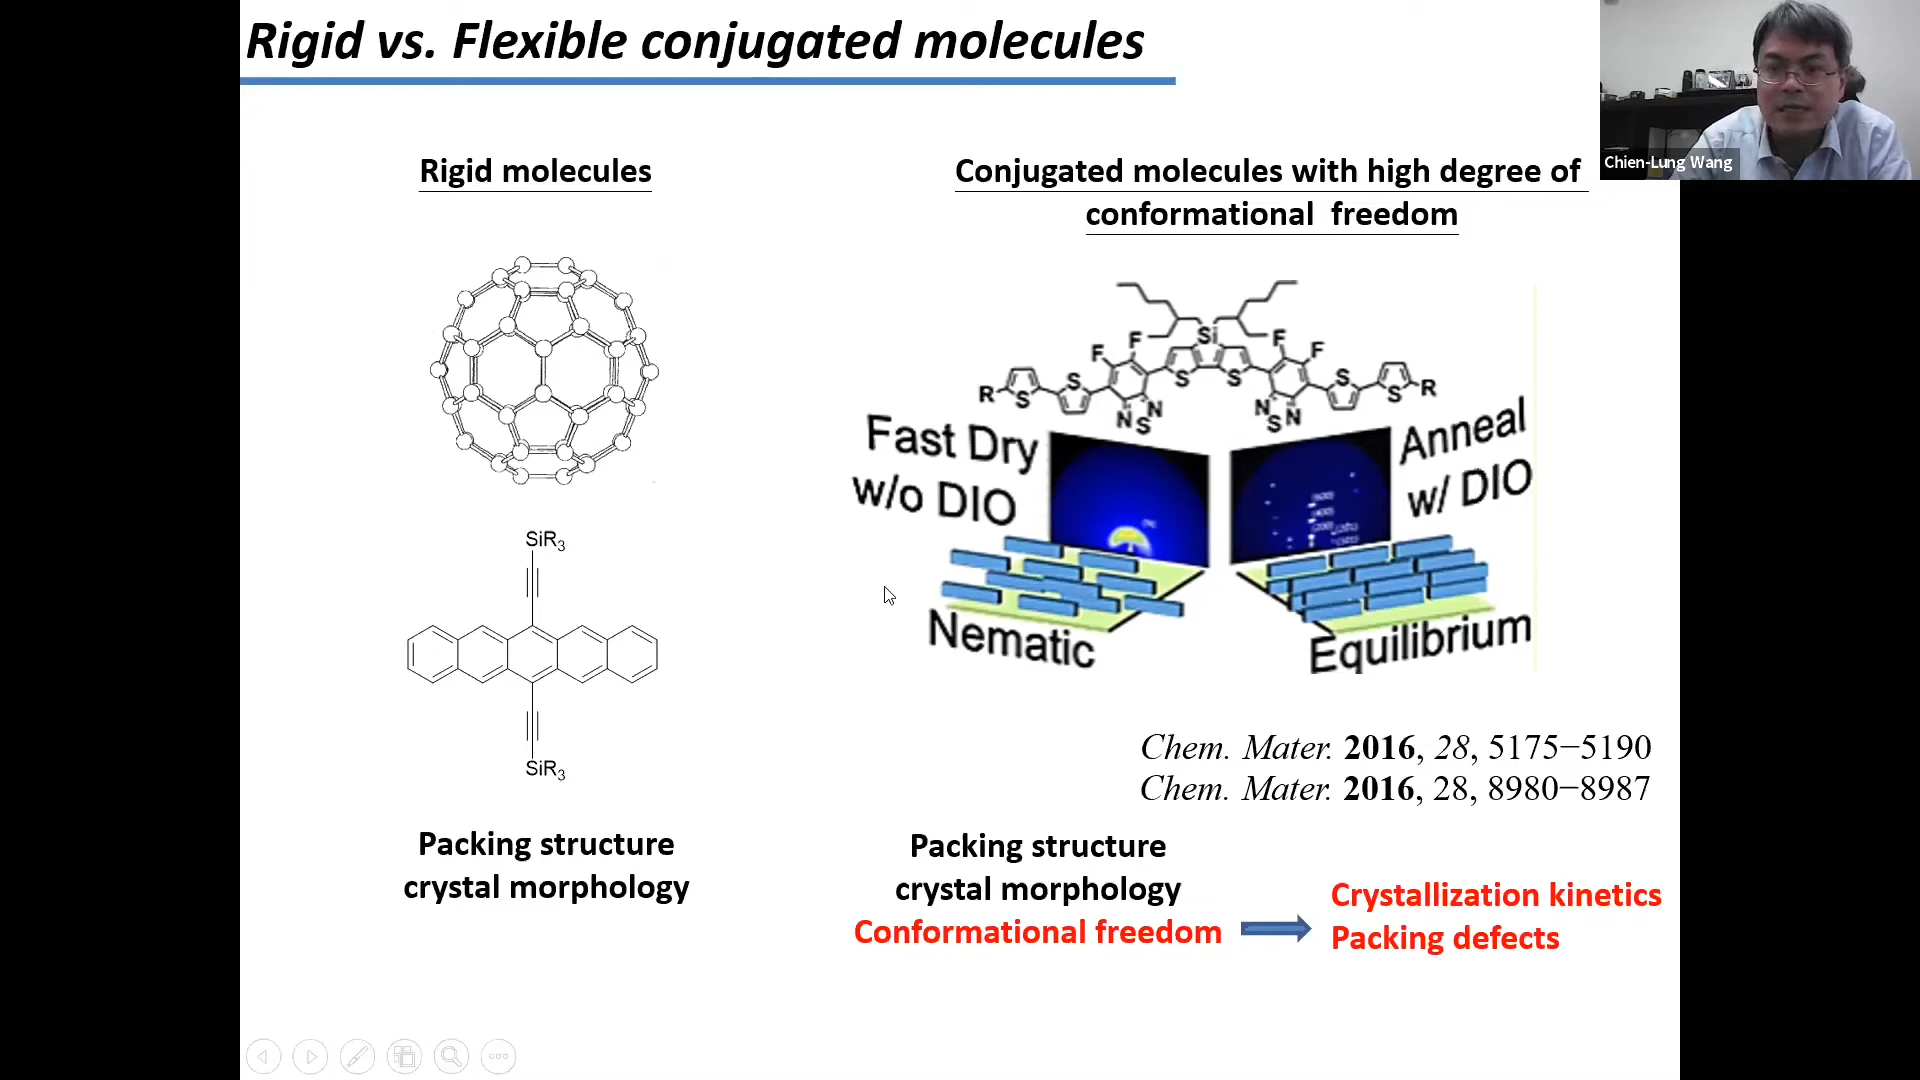 Rigid vs. Flexible conjugated molecules
Chien-Lung Wang
Rigid molecules
SiR3
SiR3
Packing structure
crystal morphology
Conjugated molecules with high degree of
conformational freedom
Si
F
F
F
F
R
S
S
S
S
S
S
R
N
N
S
N
N
S
Fast Dry
w/o DIO
Anneal
w/ DIO
Nematic
Equilibrium
Chem. Mater. 2016, 28, 5175−5190
Chem. Mater. 2016, 28, 8980−8987
Packing structure
crystal morphology
Conformational freedom
Crystallization kinetics
Packing defects